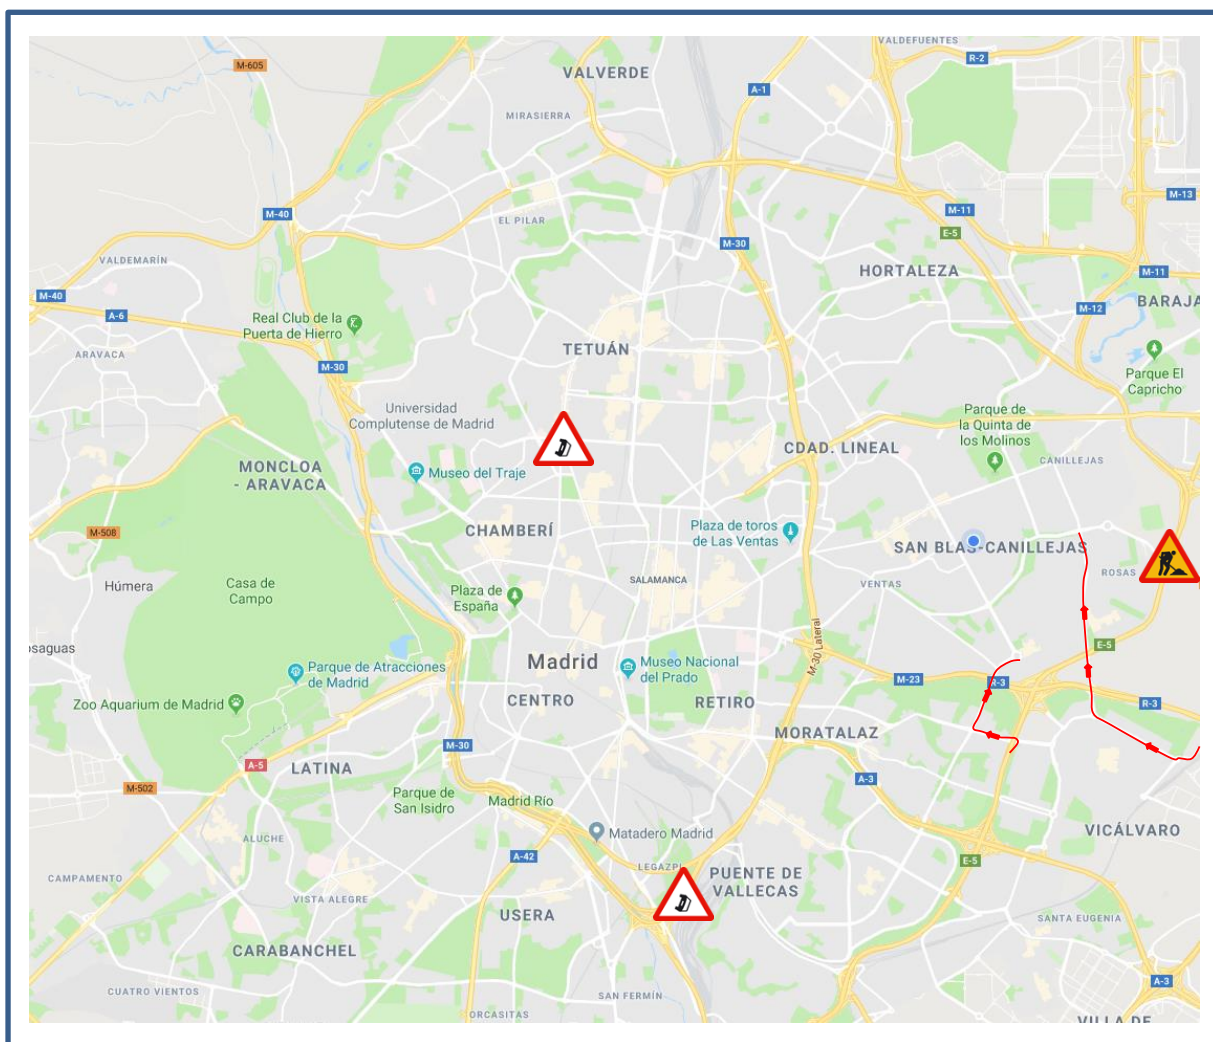 VALDEFUENTES
R-2
M-605
VALVERDE
A-1
MIRASIERRA
M-13
M-40
EL PILAR
M-11
E-5
M-30
VALDEMARÍN
HORTALEZA
M-11
M-40
BARAJA
A-6
Real Club de la
Puerta de Hierro
M-12
ARAVACA
TETUÁN
M-30
Parque El
Capricho
Universidad
Complutense de Madrid
Parque de
la Quinta de
los Molinos
CDAD. LINEAL
CANILLEJAS
MONCLOA
- ARAVACA
Museo del Traje
M-508
CHAMBERÍ
Plaza de toros
de Las Ventas
SAN BLAS-CANILLEJAS
ROSAS
Húmera
Casa de
Campo
SALAMANCA
VENTAS
Plaza de
España
osaguas
M-30 Lateral
E-5
Parque de Atracciones
de Madrid
Madrid
Museo Nacional
del Prado
M-23
R-3
Zoo Aquarium de Madrid
CENTRO
RETIRO
R-3
MORATALAZ
M-30
A-5
LATINA
A-3
M-502
Parque de
San Isidro
Madrid Río
Matadero Madrid
VICÁLVARO
ALUCHE
A-42
LEGAZPI
E-5
CAMPAMENTO
PUENTE DE
VALLECAS
VISTA ALEGRE
USERA
SANTA EUGENIA
CARABANCHEL
A-3
CUATRO VIENTOS
SAN FERMÍN
ORCASITAS
VILLA DE